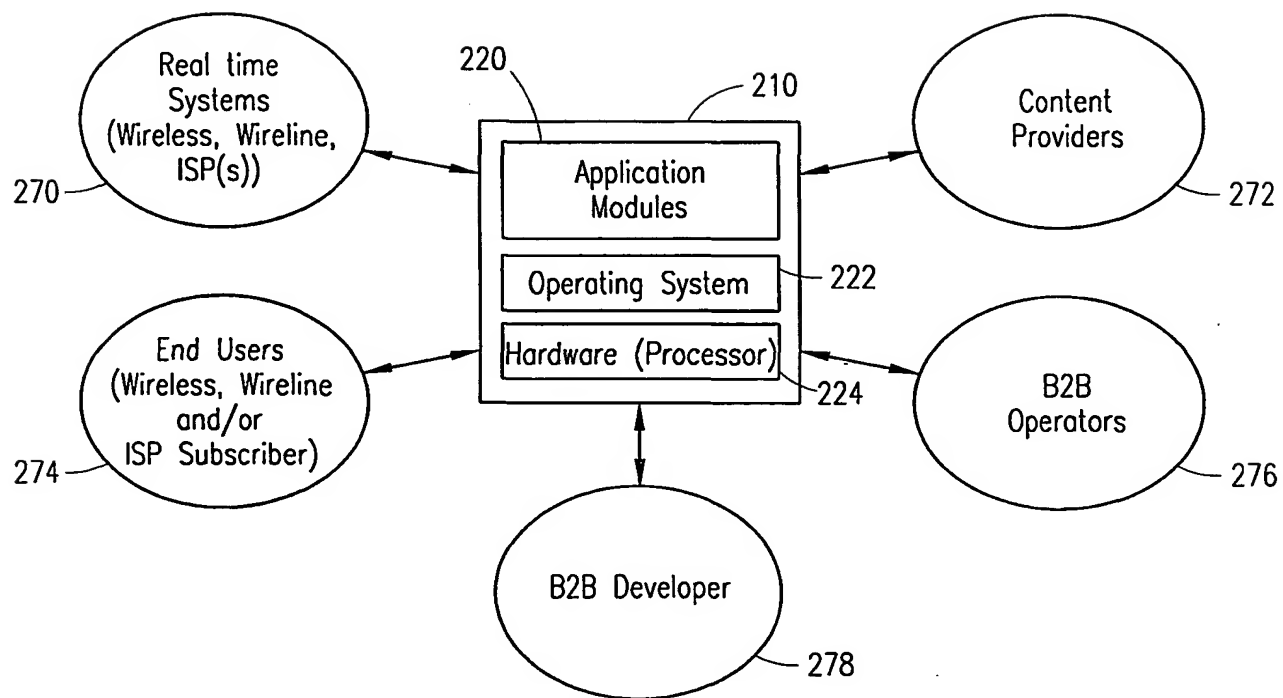 Real time
Systems
(Wireless, Wireline,
ISP(s))
270
220
210
Application
Modules
Operating System
222
Hardware (Processor)
224
Content
Providers
272
End Users
(Wireless, Wireline
and/or
ISP Subscriber)
274
B2B
Operators
276
B2B Developer
278